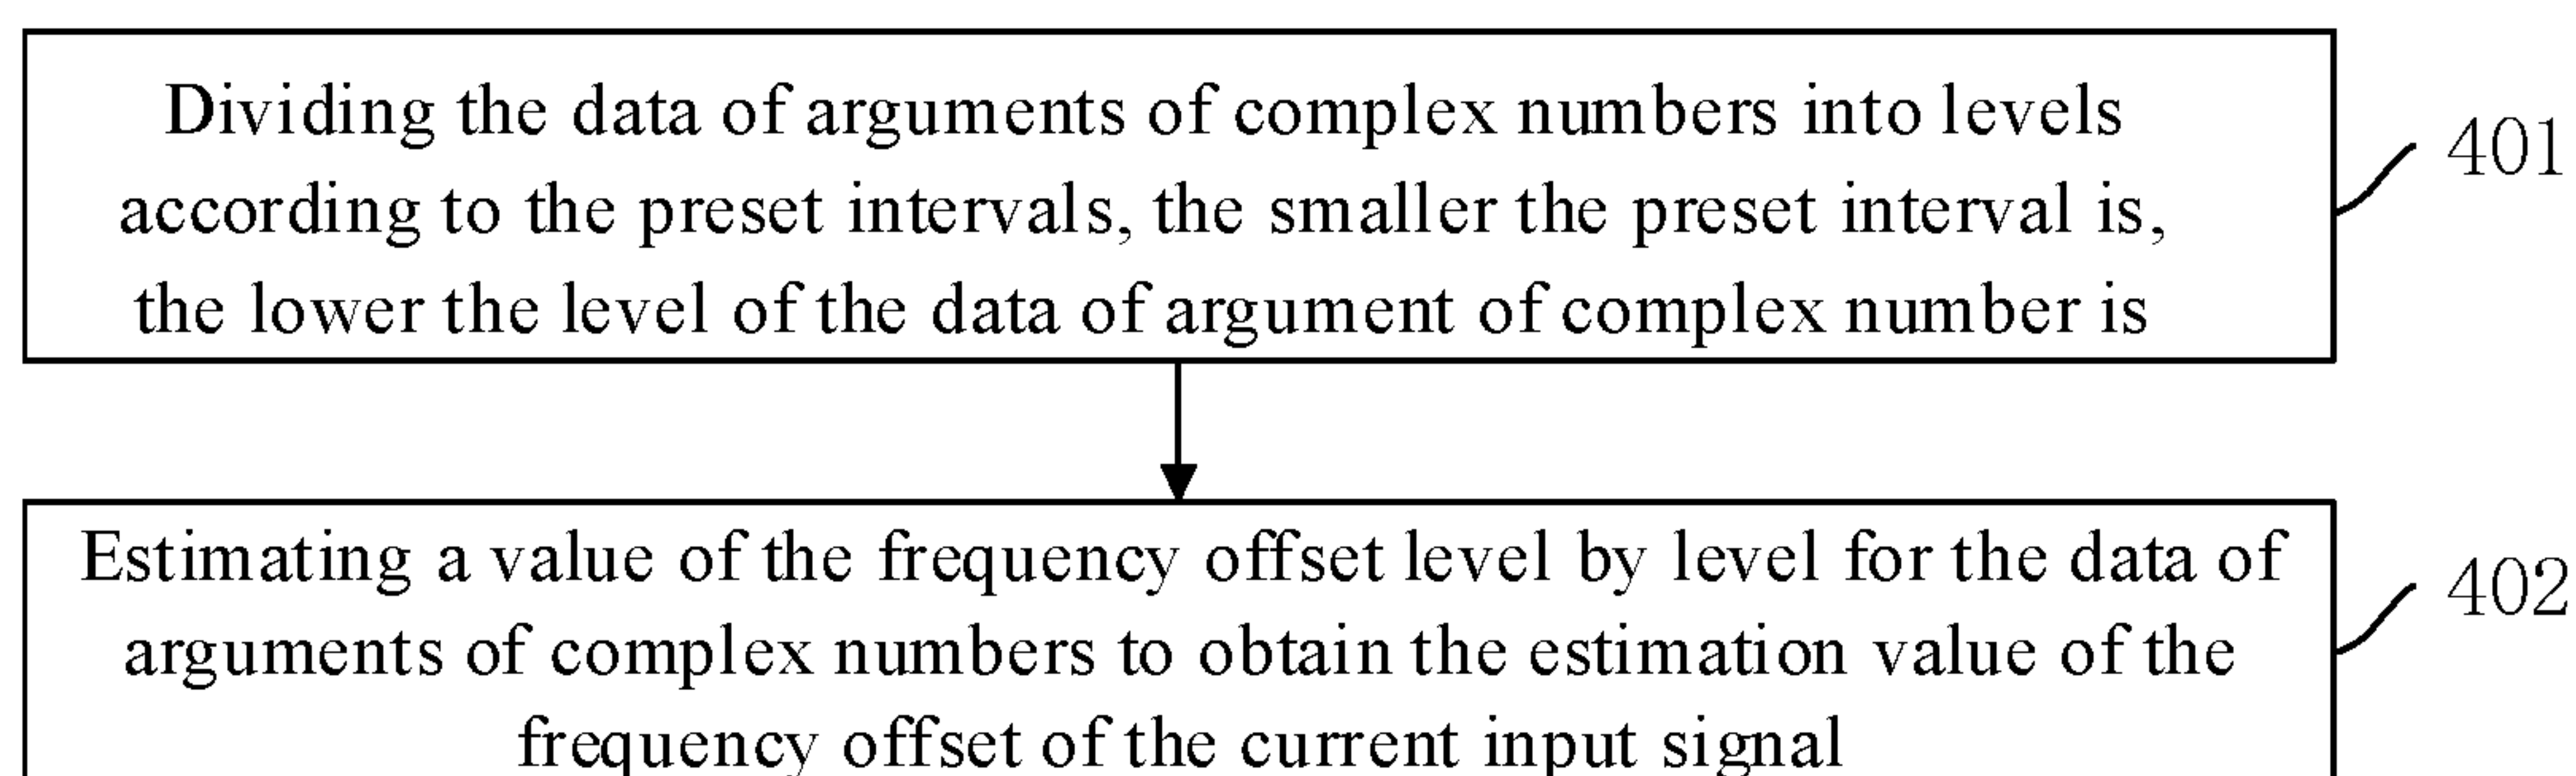 Dividing the data of arguments of complex numbers into levels
according to the preset intervals, the smaller the preset interval is,
the lower the level of the data of argument of complex number is
401
Estimating a value of the frequency offset level by level for the data of
arguments of complex numbers to obtain the estimation value of the
frequency offset of the current input signal
402